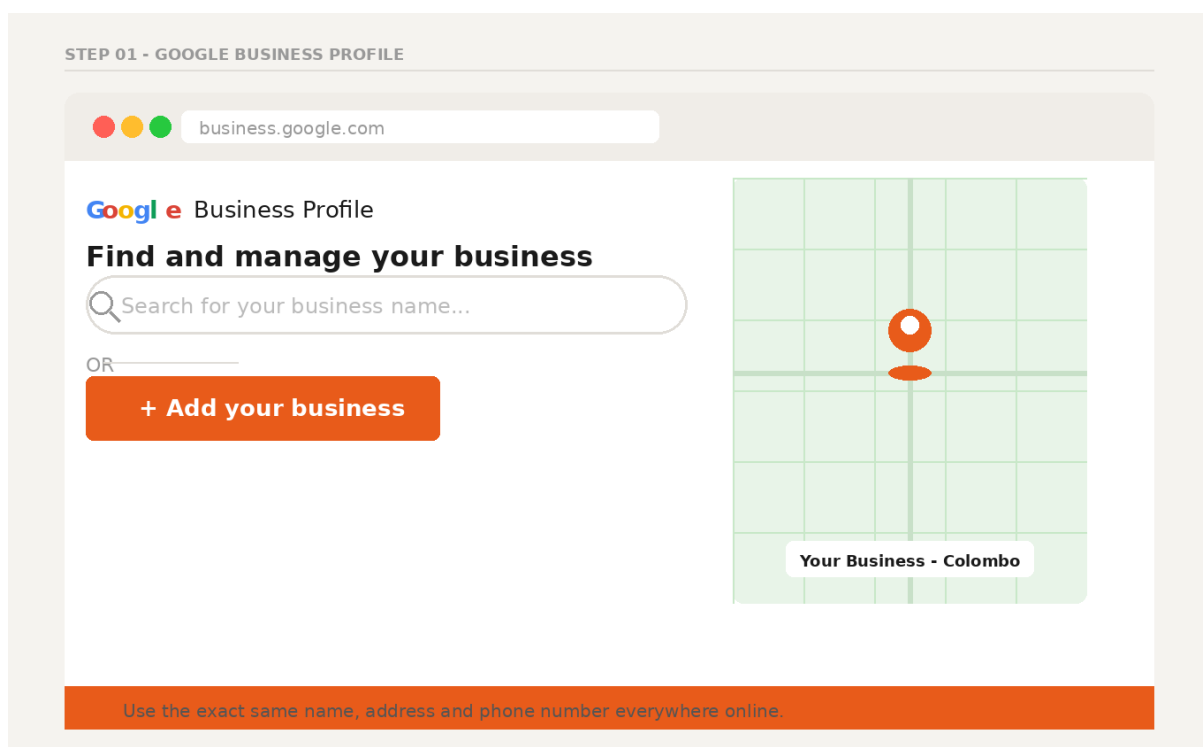 STEP 01 - GOOGLE BUSINESS PROFILE
business.google.com
Google Business Profile
Find and manage your business
Search for your business name...
OR
+ Add your business
Your Business - Colombo
Use the exact same name, address and phone number everywhere online.